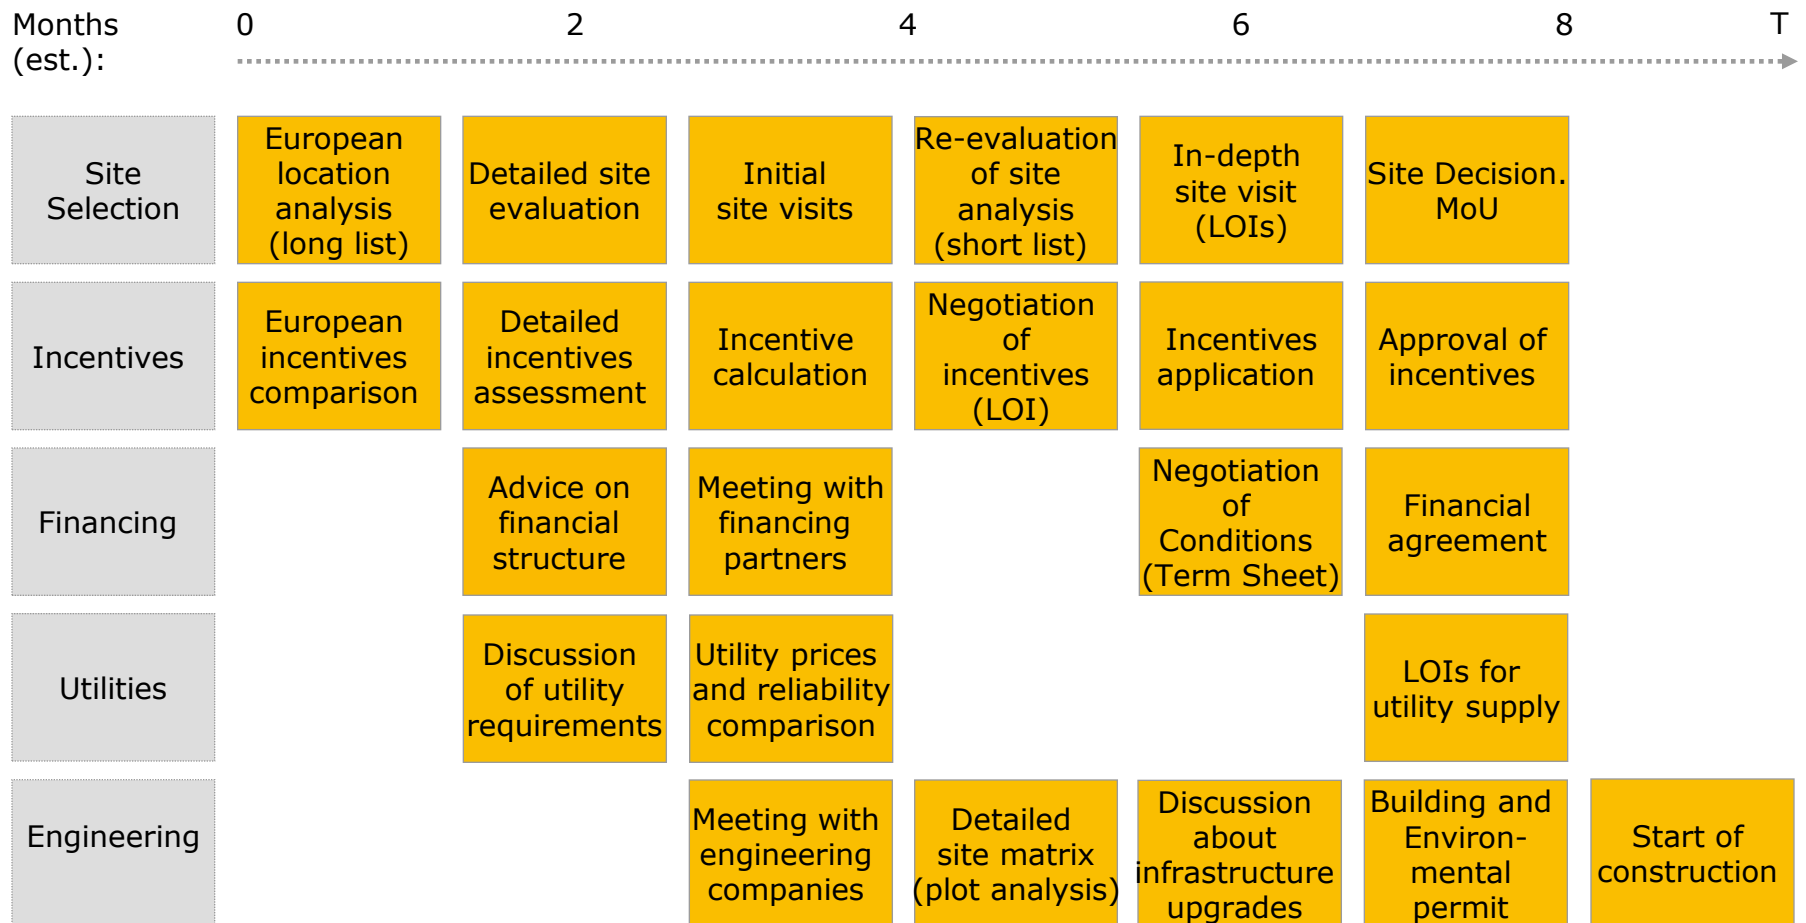 Months
(est.):
0
2
4
6
8
T
Site
Selection
European
location
analysis
(long list)
Detailed site
evaluation
Initial
site visits
Re-evaluation
of site
analysis
(short list)
In-depth
site visit
(LOIs)
Site Decision.
MoU
Incentives
European
incentives
comparison
Detailed
incentives
assessment
Incentive
calculation
Negotiation
of
incentives
(LOI)
Incentives
application
Approval of
incentives
Financing
Advice on
financial
structure
Meeting with
financing
partners
Negotiation
of
Conditions
(Term Sheet)
Financial
agreement
Utilities
Discussion
of utility
requirements
Utility prices
and reliability
comparison
LOIs for
utility supply
Engineering
Meeting with
engineering
companies
Detailed
site matrix
(plot analysis)
Discussion
about
infrastructure
upgrades
Building and
Environ-
mental
permit
Start of
construction